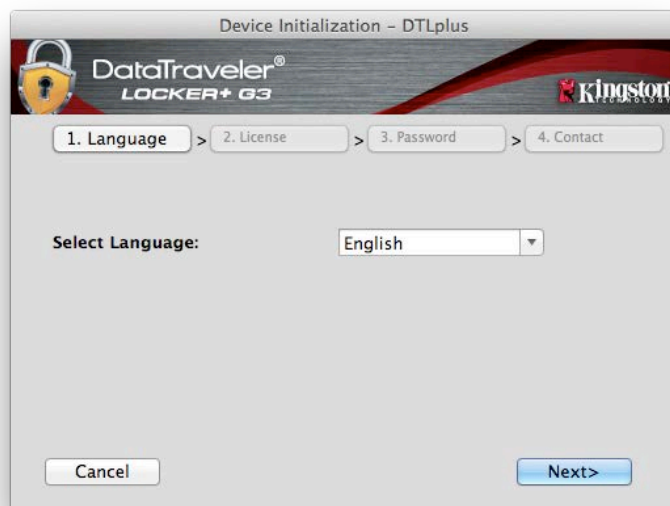 Device Initialization – DTLplus
DataTraveler®
LOCKER+ G3
Kingston
TECHNOLOGY
1. Language > 2. License > 3. Password > 4. Contact
Select Language: English
Cancel Next>